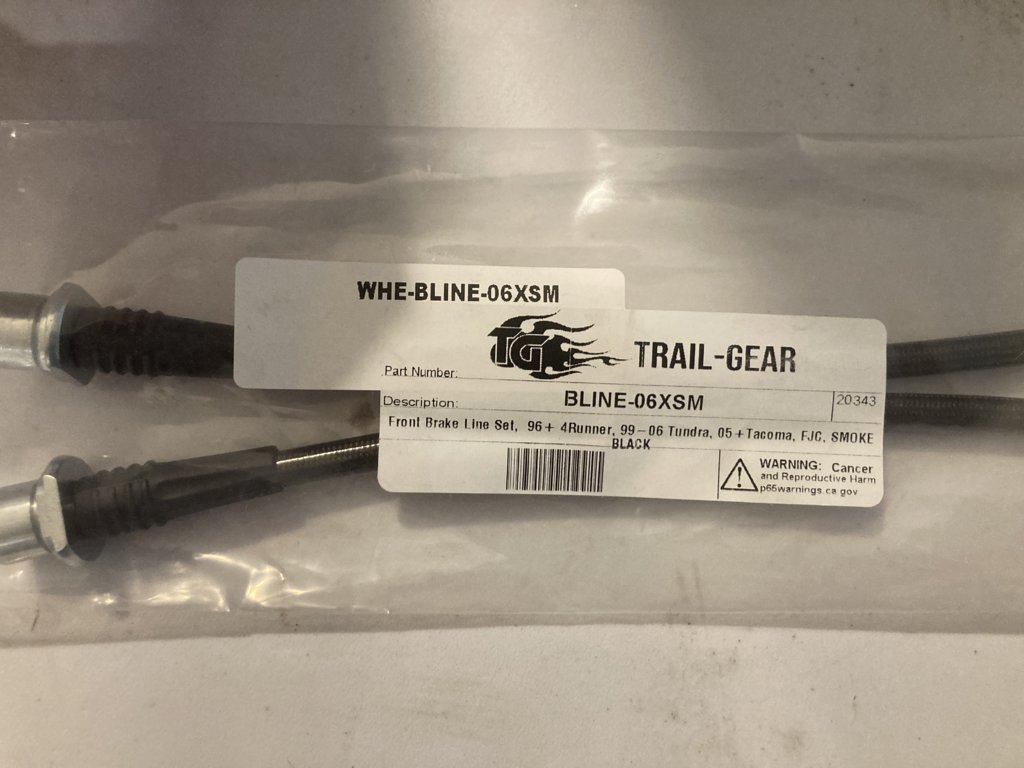 WHE-BLINE-06XSM
TG TRAIL-GEAR
Part Number:
BLINE-06XSM
20343
Description:
Front Brake Line Set, 96+ 4Runner, 99-06 Tundra, 05+Tacoma, FJC, SMOKE
BLACK
WARNING: Cancer
and Reproductive Harm
p65warnings.ca.gov